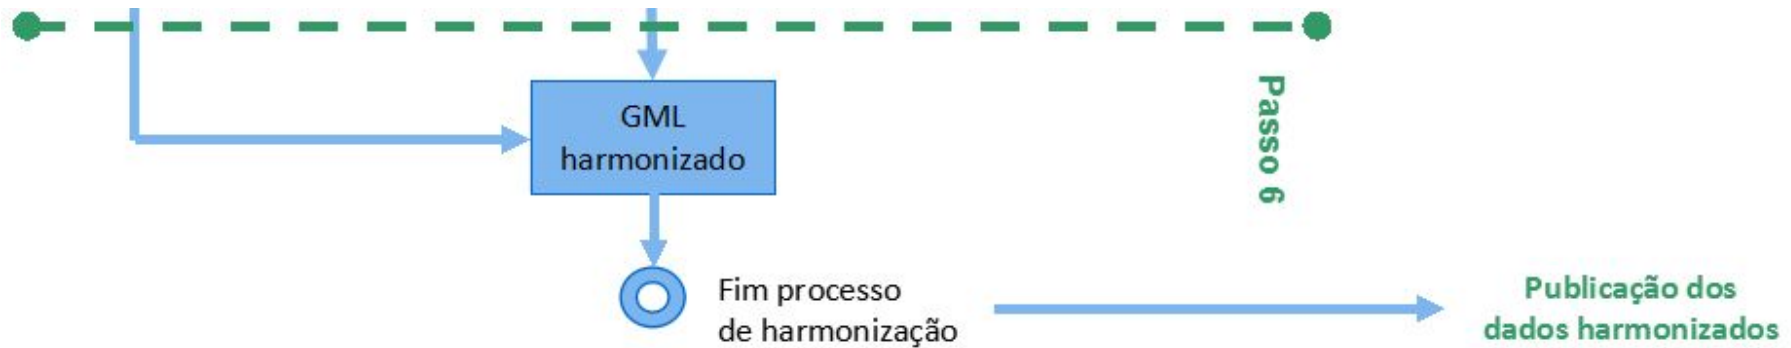 GML
harmonizado
Passo 6
Fim processo
de harmonização
Publicação dos
dados harmonizados